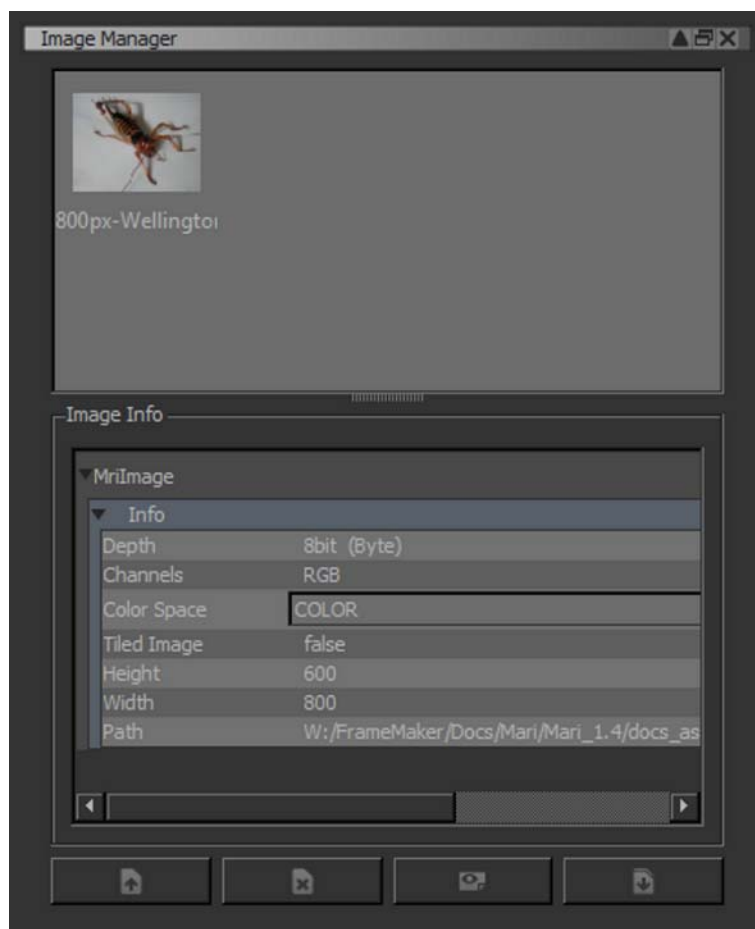 Image Manager
800px-Wellington
Image Info
MriImage
Info
Depth 8bit (Byte)
Channels RGB
Color Space COLOR
Tiled Image false
Height 600
Width 800
Path W:/FrameMaker/Docs/Mari/Mari_1.4/docs_as